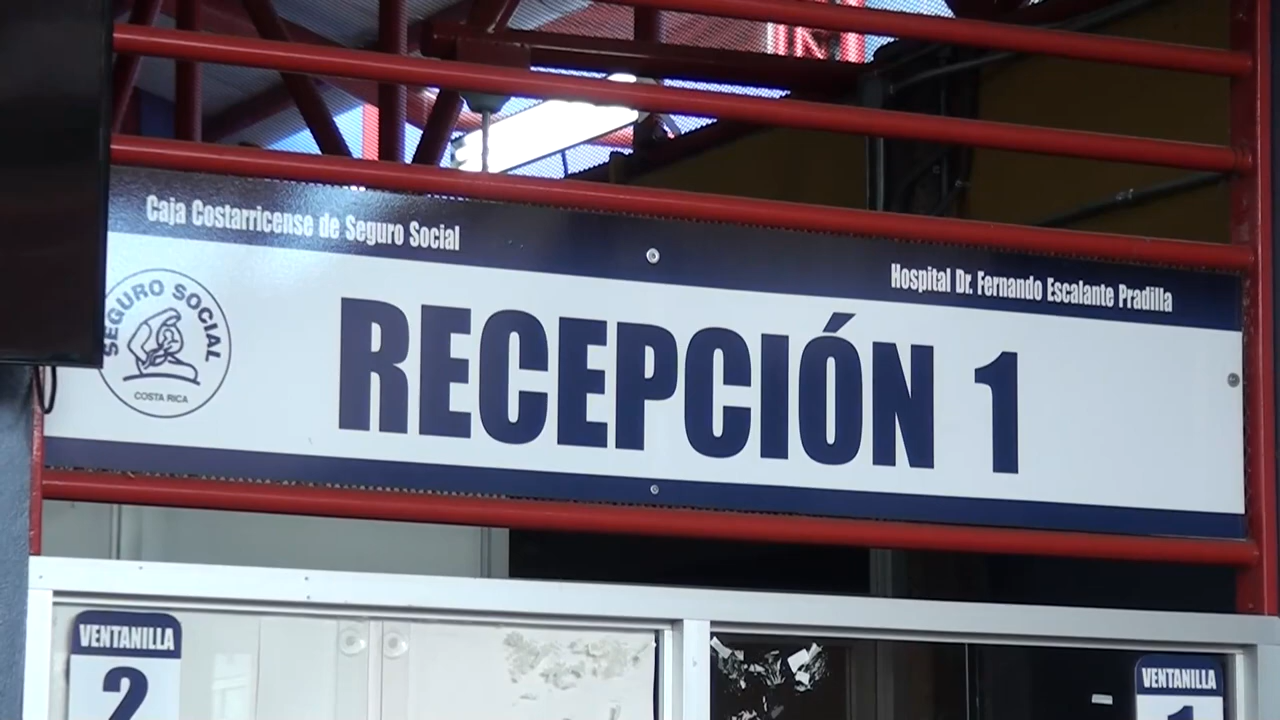 Caja Costarricense de Seguro Social
Hospital Dr. Fernando Escalante Pradilla
SEGURO SOCIAL
COSTA RICA
RECEPCIÓN 1
VENTANILLA
2
VENTANILLA
1